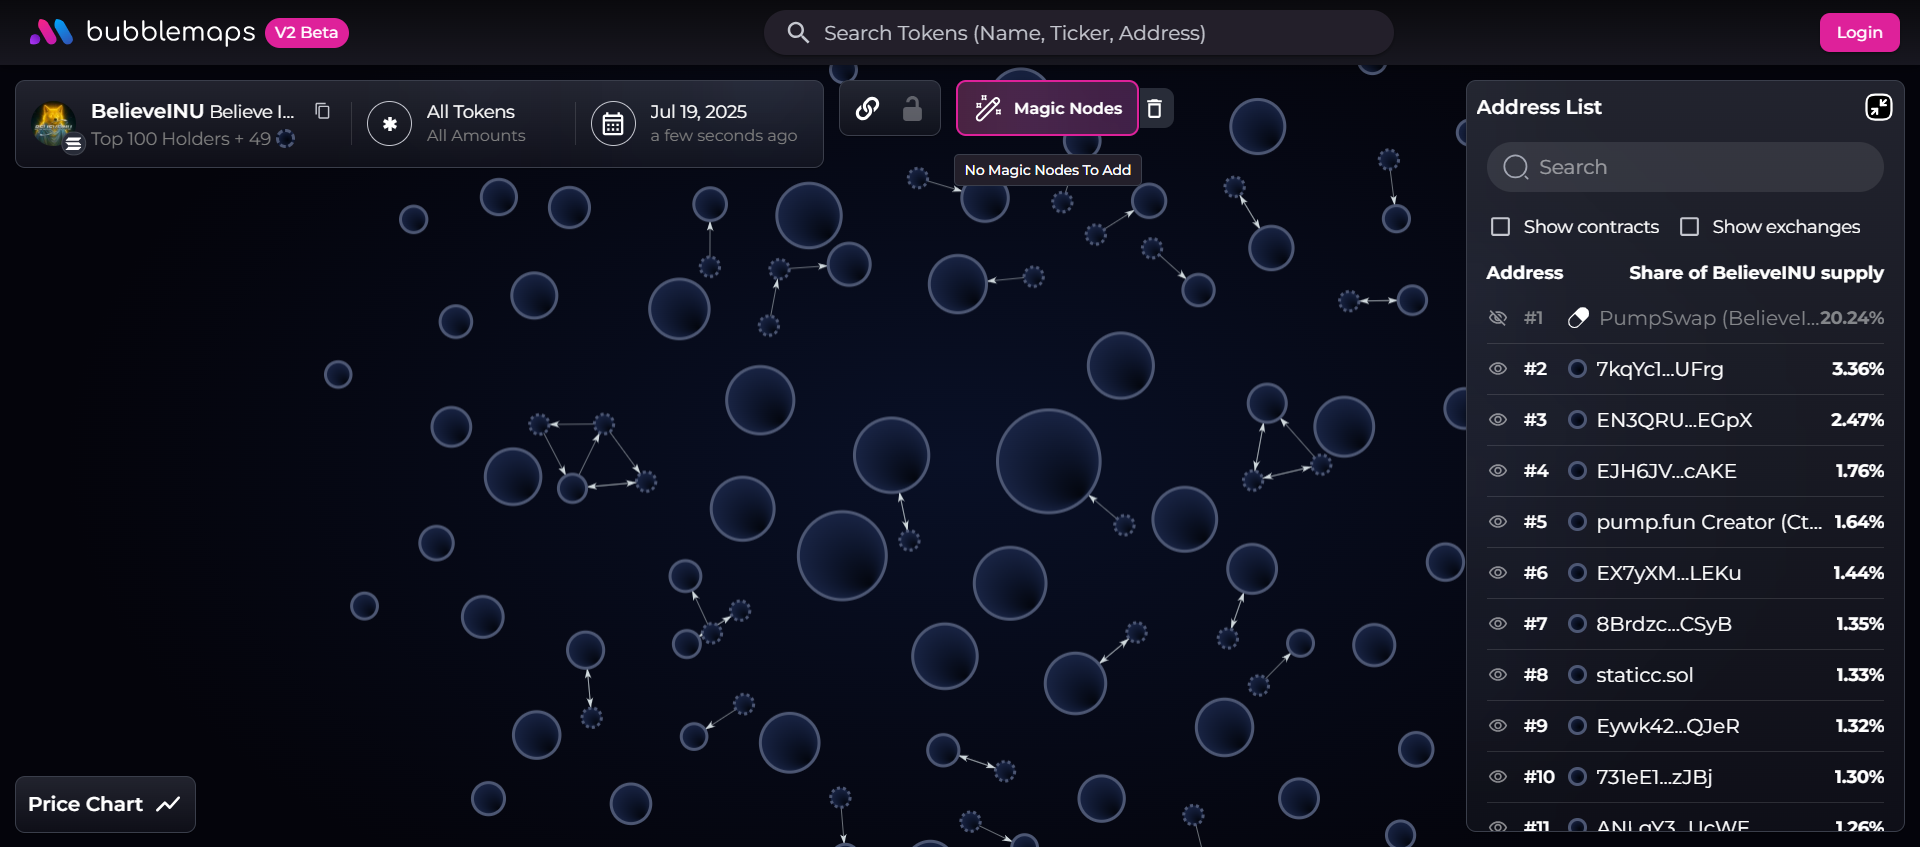 bubblemaps V2 Beta
Search Tokens (Name, Ticker, Address)
Login
BelieveINU Believe I...
Top 100 Holders + 49
All Tokens
All Amounts
Jul 19, 2025
a few seconds ago
Magic Nodes
No Magic Nodes To Add
Address List
Search
Show contracts Show exchanges
Address Share of BelieveINU supply
#1 PumpSwap (BelieveI... 20.24%
#2 7kqYc1...UFrg 3.36%
#3 EN3QRU...EGpX 2.47%
#4 EJH6JV...cAKE 1.76%
#5 pump.fun Creator (Ct... 1.64%
#6 EX7yXM...LEKu 1.44%
#7 8Brdzc...CSyB 1.35%
#8 staticc.sol 1.33%
#9 Eywk42...QJeR 1.32%
#10 731eE1...zJBj 1.30%
#11 1.26%
Price Chart